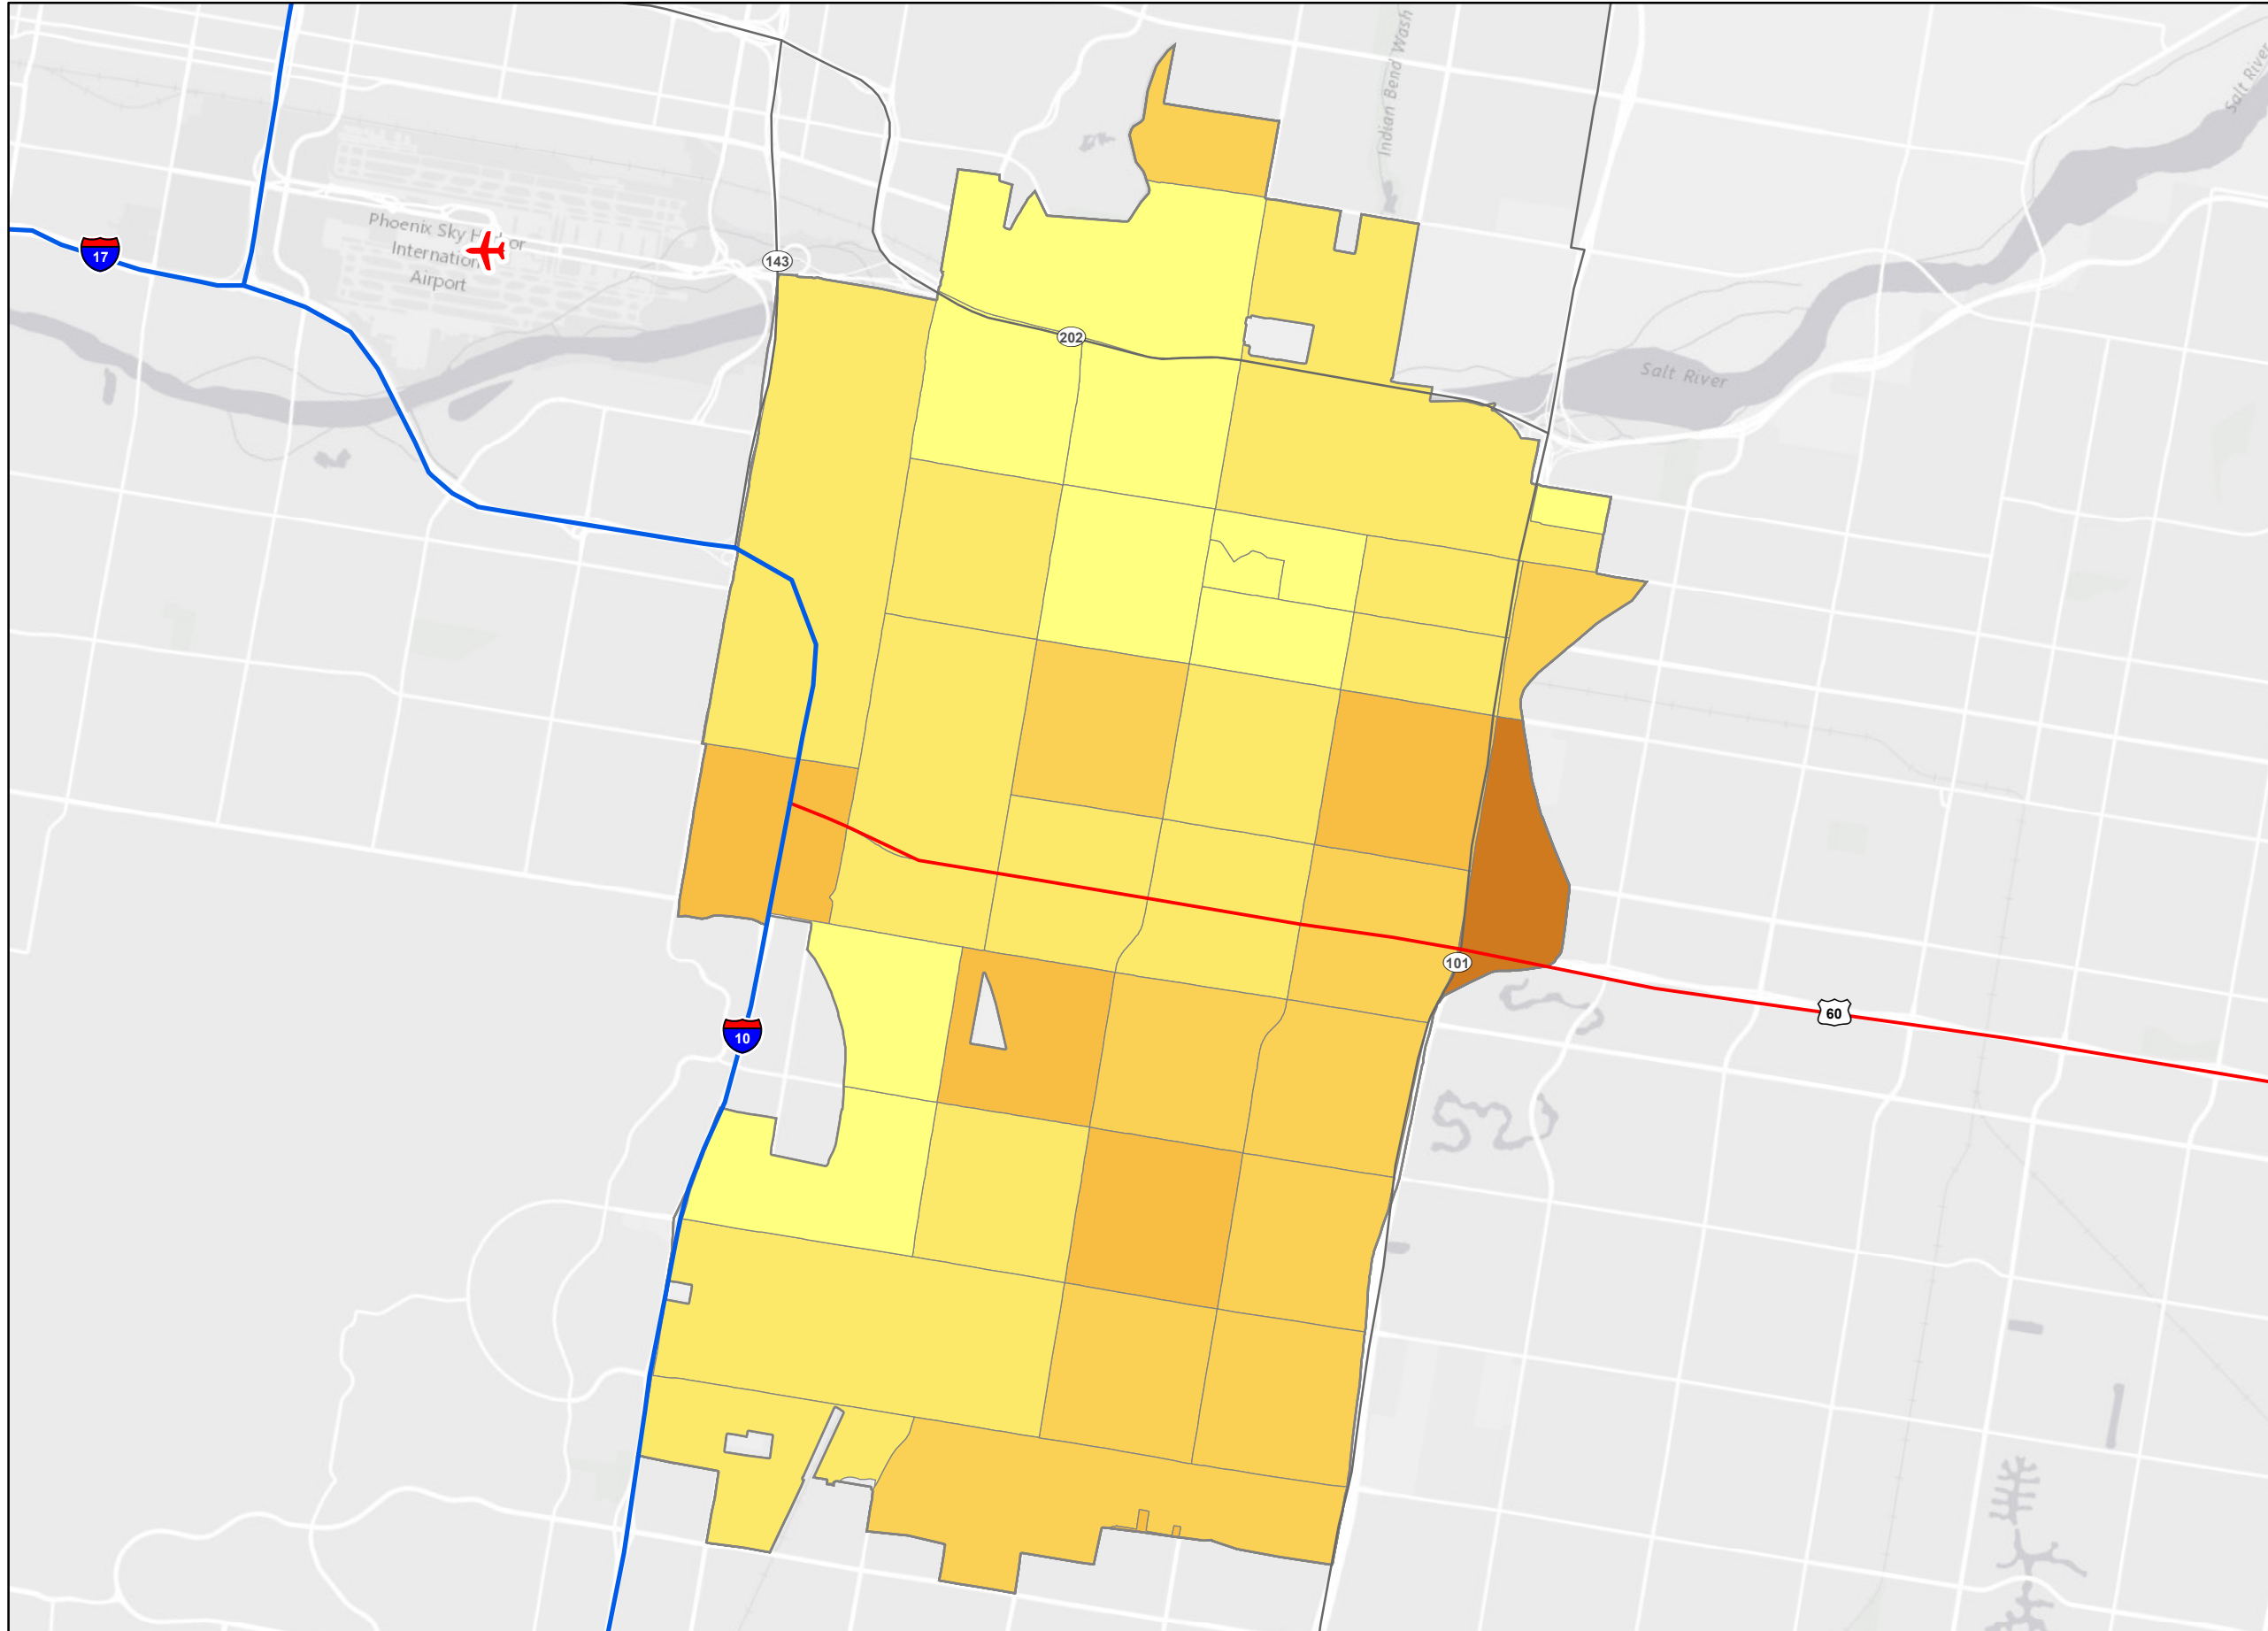 Indian Bend Wash
Salt River
Phoenix Sky Harbor
International
Airport
17
143
202
Salt River
101
60
10